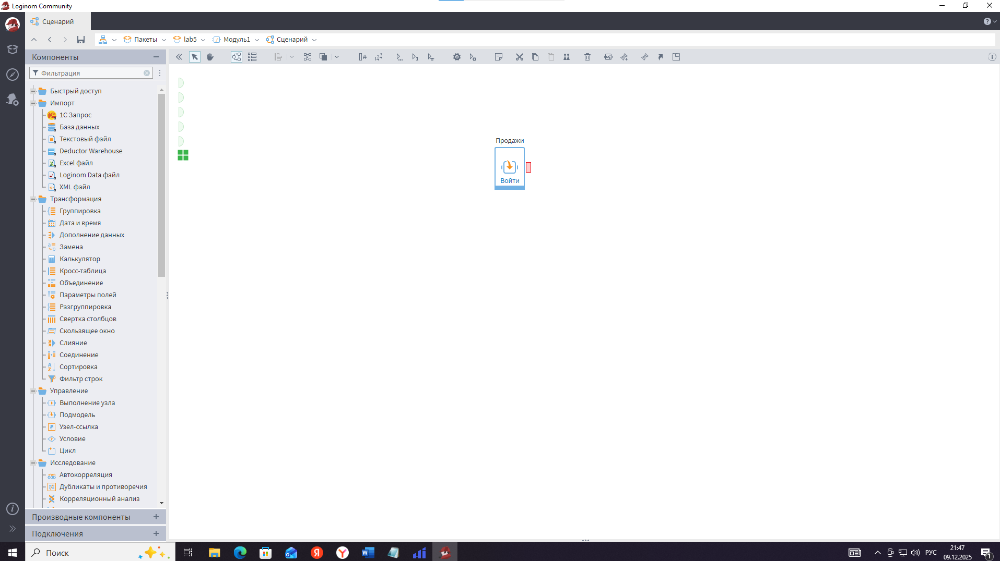 Loginom Community
Сценарий
Пакеты
lab5
Модуль1
Сценарий
Компоненты
Фильтрация
Быстрый доступ
Импорт
1С Запрос
База данных
Текстовый файл
Deductor Warehouse
Excel файл
Loginom Data файл
XML файл
Трансформация
Группировка
Дата и время
Дополнение данных
Замена
Калькулятор
Кросс-таблица
Объединение
Параметры полей
Разгруппировка
Свертка столбцов
Скользящее окно
Слияние
Соединение
Сортировка
Фильтр строк
Управление
Выполнение узла
Подмодель
Узел-ссылка
Условие
Цикл
Исследование
Автокорреляция
Дубликаты и противоречия
Корреляционный анализ
Производные компоненты
Подключения
Продажи
Войти
Поиск
РУС
21:47
09.12.2025
1